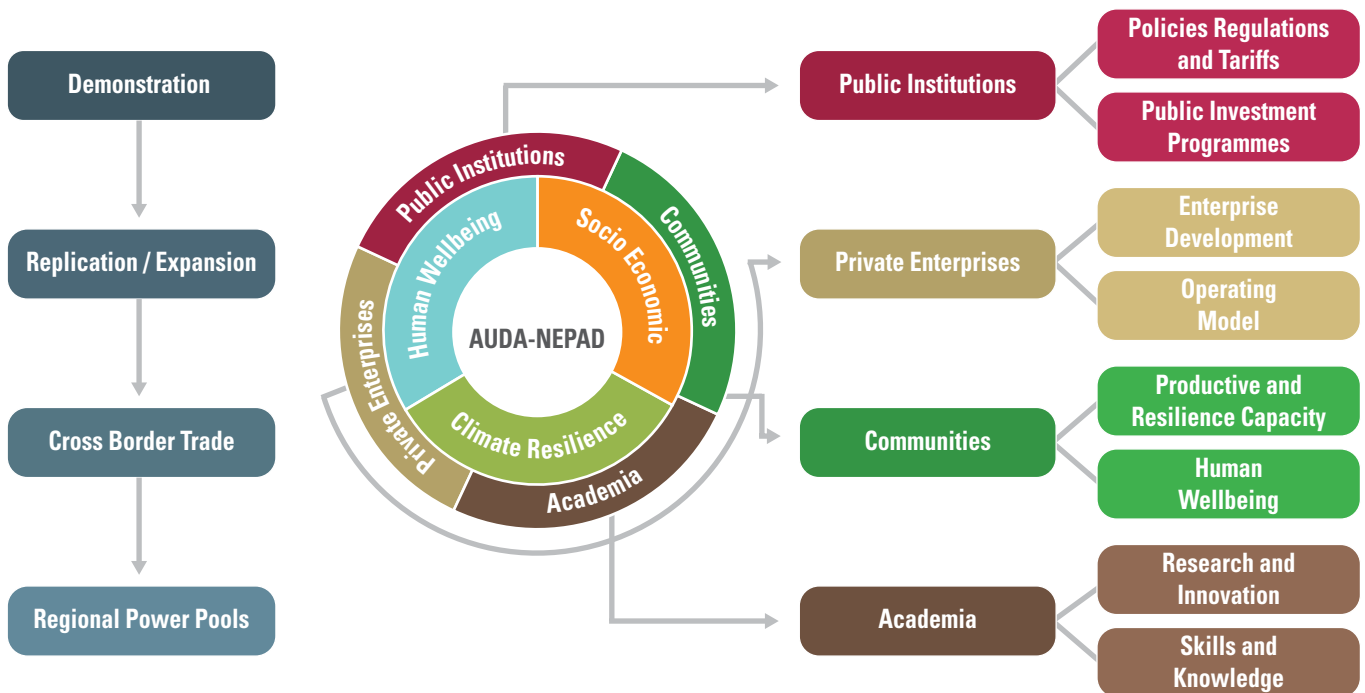 Demonstration
Replication / Expansion
Cross Border Trade
Regional Power Pools
Public Institutions
Communities
Academia
Private Enterprises
Human Wellbeing
Socio Economic
Climate Resilience
AUDA-NEPAD
Public Institutions
Policies Regulations
and Tariffs
Public Investment
Programmes
Private Enterprises
Enterprise
Development
Operating
Model
Communities
Productive and
Resilience Capacity
Human
Wellbeing
Academia
Research and
Innovation
Skills and
Knowledge